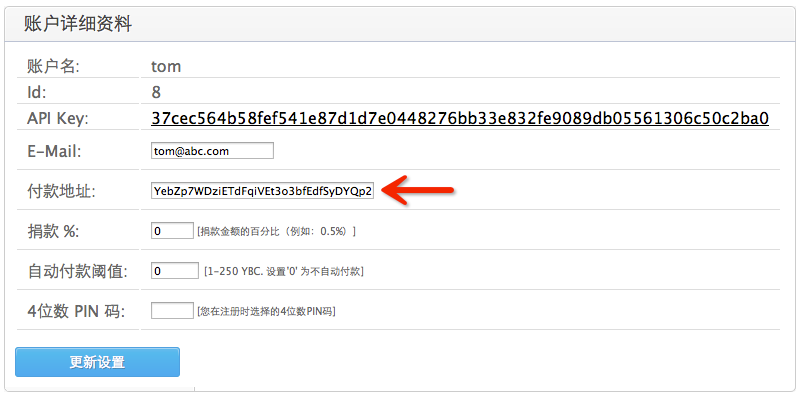 账户详细资料
账户名: tom
Id: 8
API Key: 37cec564b58fef541e87d1d7e0448276bb33e832fe9089db05561306c50c2ba0
E-Mail: tom@abc.com
付款地址: YebZp7WDziETdFqiVEt3o3bfEdfSyDYQp2
捐款 %: 0 [捐款金额的百分比（例如：0.5%）]
自动付款阈值: 0 [1-250 YBC. 设置'0' 为不自动付款]
4位数 PIN 码: [您在注册时选择的4位数PIN码]
更新设置